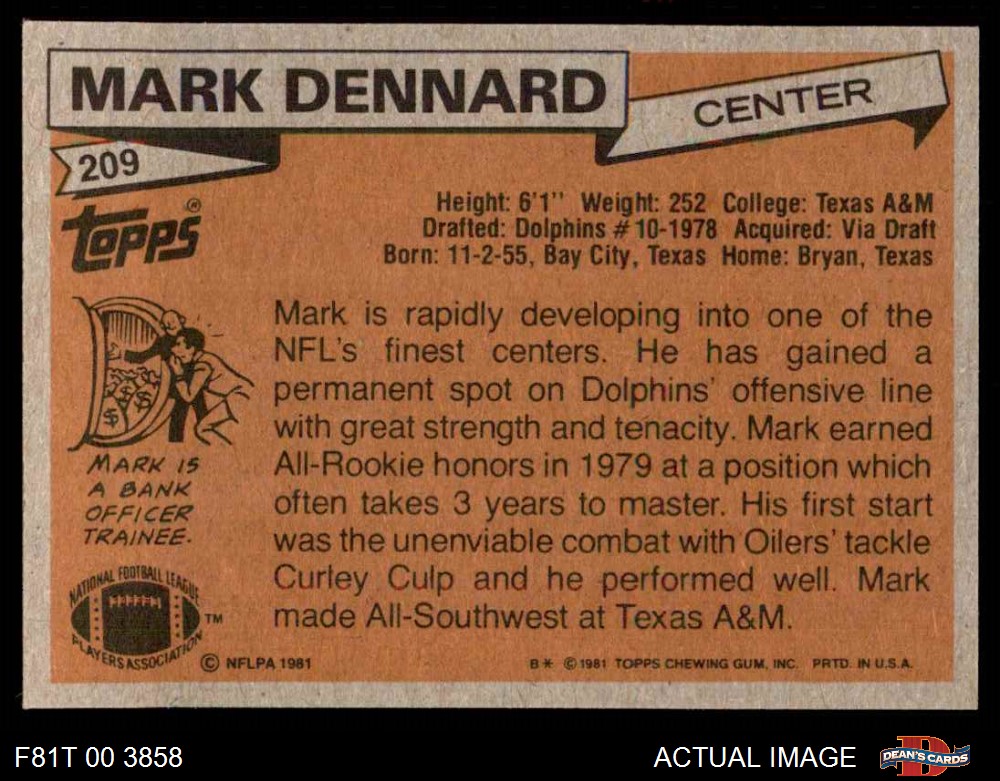 MARK DENNARD
CENTER
209
TOPPS®
Height: 6'1'' Weight: 252 College: Texas A&M
Drafted: Dolphins #10-1978 Acquired: Via Draft
Born: 11-2-55, Bay City, Texas Home: Bryan, Texas
Mark is rapidly developing into one of the
NFL's finest centers. He has gained a
permanent spot on Dolphins' offensive line
with great strength and tenacity. Mark earned
All-Rookie honors in 1979 at a position which
often takes 3 years to master. His first start
was the unenviable combat with Oilers' tackle
Curley Culp and he performed well. Mark
made All-Southwest at Texas A&M.
$ $ $
MARK IS
A BANK
OFFICER
TRAINEE.
NATIONAL FOOTBALL LEAGUE
PLAYERS ASSOCIATION
TM
© NFLPA 1981
B* © 1981 TOPPS CHEWING GUM, INC. PRTD. IN U.S.A.
F81T 00 3858
ACTUAL IMAGE
DEAN'S CARDS